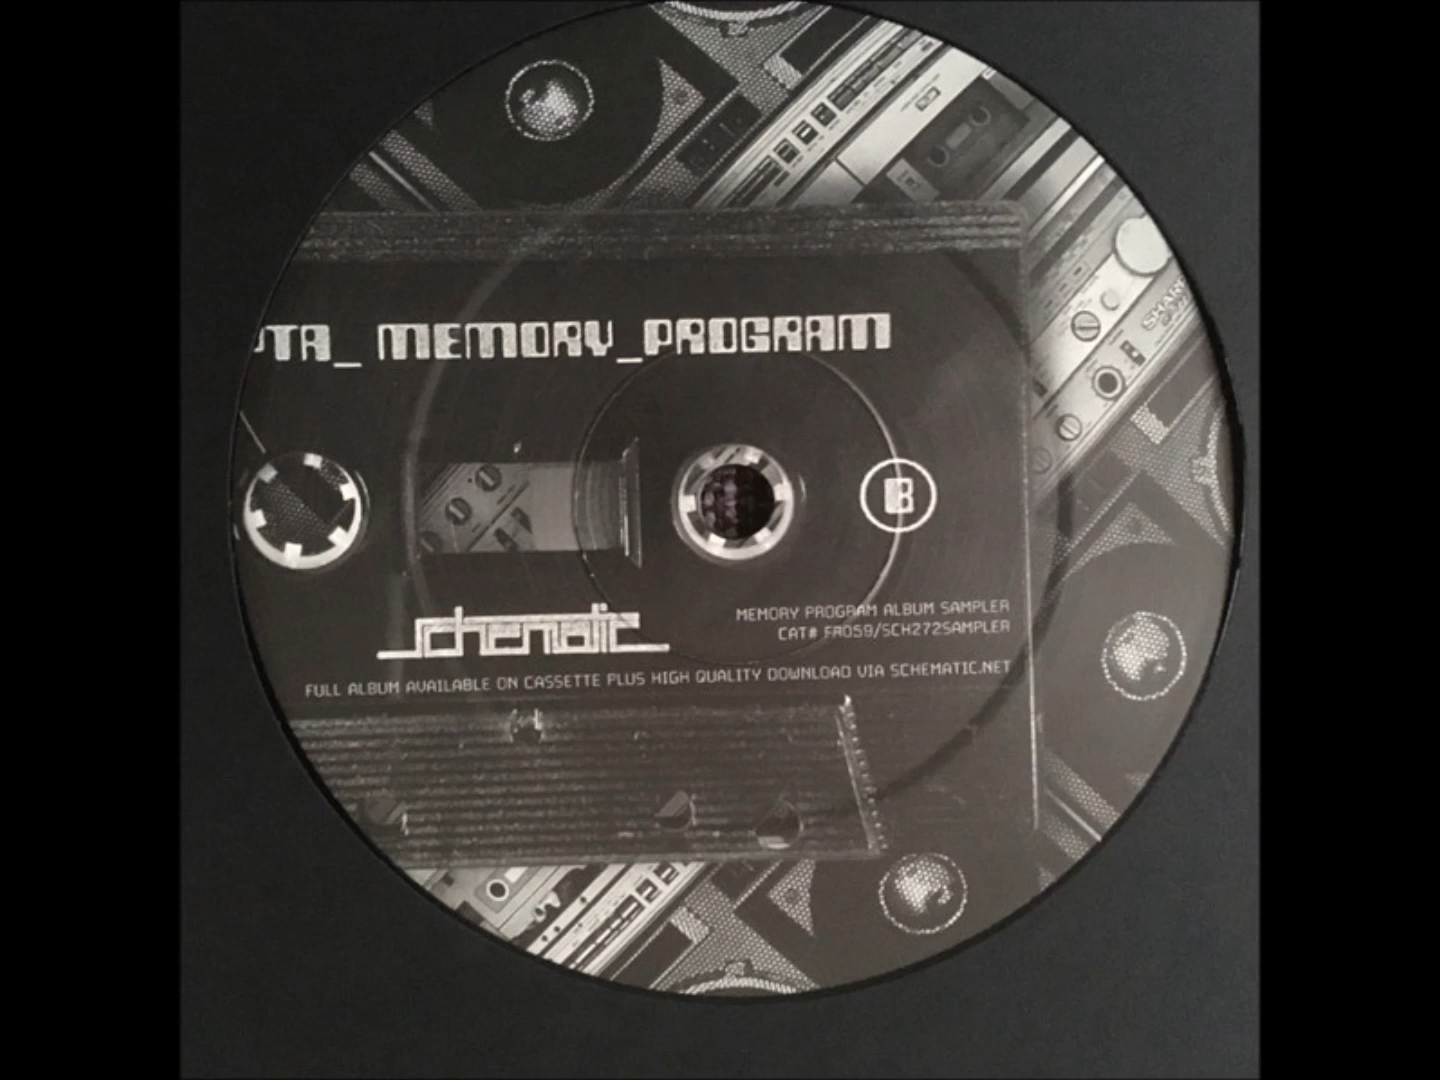 TA_ MEMORY_PROGRAM
B
SHARP
schematic
MEMORY PROGRAM ALBUM SAMPLER
CAT# FR059/SCH272SAMPLER
FULL ALBUM AVAILABLE ON CASSETTE PLUS HIGH QUALITY DOWNLOAD VIA SCHEMATIC.NET